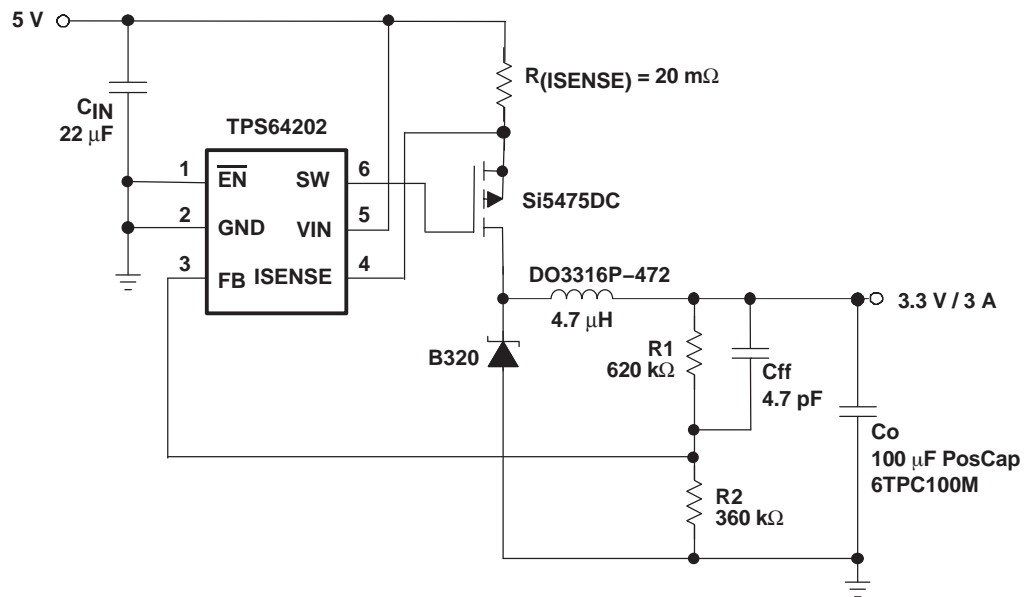 5 V
R(ISENSE) = 20 mΩ
CIN
22 μF
TPS64202
1
EN
SW
6
Si5475DC
2
GND
VIN
5
3
FB
ISENSE
4
DO3316P−472
4.7 μH
3.3 V / 3 A
B320
R1
620 kΩ
Cff
4.7 pF
Co
100 μF PosCap
6TPC100M
R2
360 kΩ